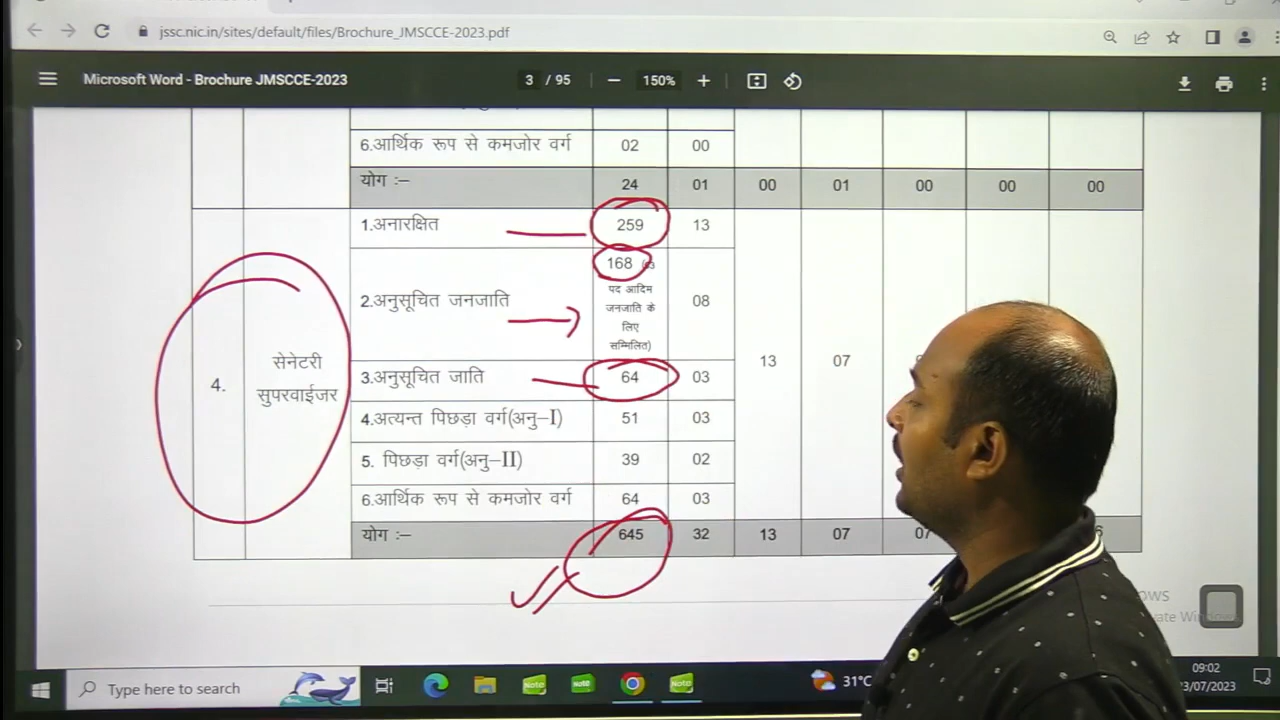 jssc.nic.in/sites/default/files/Brochure_JMSCCE-2023.pdf
Microsoft Word - Brochure JMSCCE-2023
3 / 95
150%
6.आर्थिक रूप से कमजोर वर्ग 02 00
योग :— 24 01 00 01 00 00 00
1.अनारक्षित 259 13
168
पद आदिम
2.अनुसूचित जनजाति जनजाति के 08
लिए
सम्मिलित)
4. सेनेटरी सुपरवाईजर 13 07
3.अनुसूचित जाति 64 03
4.अत्यन्त पिछड़ा वर्ग(अनु–I) 51 03
5. पिछड़ा वर्ग(अनु–II) 39 02
6.आर्थिक रूप से कमजोर वर्ग 64 03
योग :— 645 32 13 07 07
Type here to search
Note
Note
Note
31°C
09:02